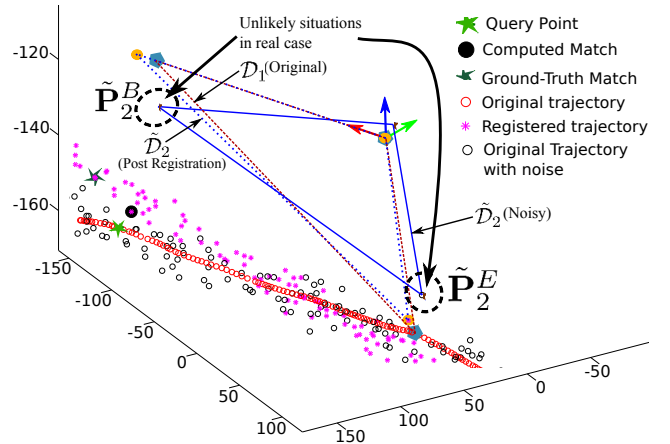 Unlikely situations
in real case
Query Point
Computed Match
Ground-Truth Match
Original trajectory
Registered trajectory
Original Trajectory
with noise
-120
-140
-160
𝒟₁(Original)
P̃₂ᴮ
𝒟̃₂
(Post Registration)
𝒟̃₂(Noisy)
P̃₂ᴱ
-150
-100
-50
0
50
100
150
100
50
0
-50